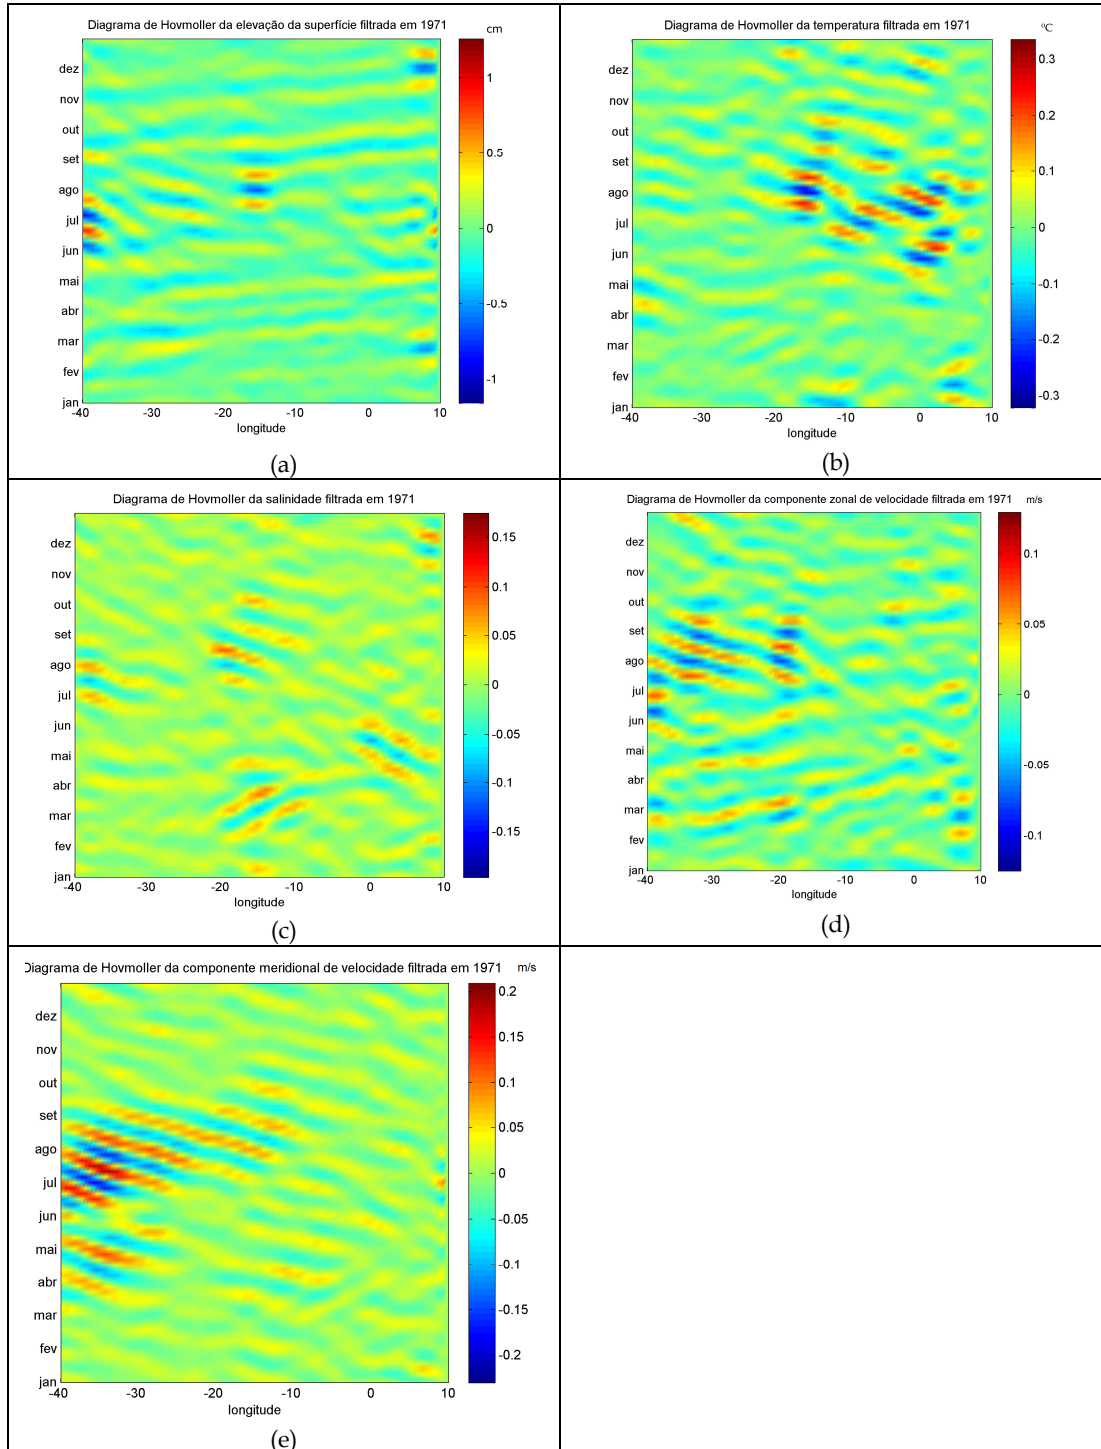 Diagrama de Hovmoller da elevação da superfície filtrada em 1971
cm
dez
nov
out
set
ago
jul
jun
mai
abr
mar
fev
jan
-40 -30 -20 -10 0 10
longitude
1
0.5
0
-0.5
-1
(a)
Diagrama de Hovmoller da temperatura filtrada em 1971
ºC
dez
nov
out
set
ago
jul
jun
mai
abr
mar
fev
jan
-40 -30 -20 -10 0 10
longitude
0.3
0.2
0.1
0
-0.1
-0.2
-0.3
(b)
Diagrama de Hovmoller da salinidade filtrada em 1971
dez
nov
out
set
ago
jul
jun
mai
abr
mar
fev
jan
-40 -30 -20 -10 0 10
longitude
0.15
0.1
0.05
0
-0.05
-0.1
-0.15
(c)
Diagrama de Hovmoller da componente zonal de velocidade filtrada em 1971
m/s
dez
nov
out
set
ago
jul
jun
mai
abr
mar
fev
jan
-40 -30 -20 -10 0 10
longitude
0.1
0.05
0
-0.05
-0.1
(d)
Diagrama de Hovmoller da componente meridional de velocidade filtrada em 1971
m/s
dez
nov
out
set
ago
jul
jun
mai
abr
mar
fev
jan
-40 -30 -20 -10 0 10
longitude
0.2
0.15
0.1
0.05
0
-0.05
-0.1
-0.15
-0.2
(e)